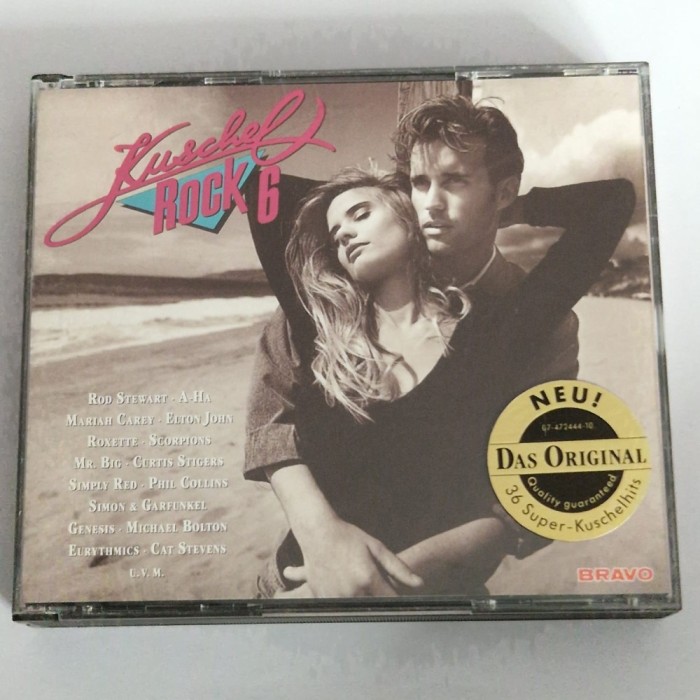 Kuschel
ROCK 6
ROD STEWART · A-HA
MARIAH CAREY · ELTON JOHN
ROXETTE · SCORPIONS
MR. BIG · CURTIS STIGERS
SIMPLY RED · PHIL COLLINS
SIMON & GARFUNKEL
GENESIS · MICHAEL BOLTON
EURYTHMICS · CAT STEVENS
U.V.M.
NEU!
07-472444-10
DAS ORIGINAL
Quality guaranteed
36 Super-Kuschelhits
BRAVO